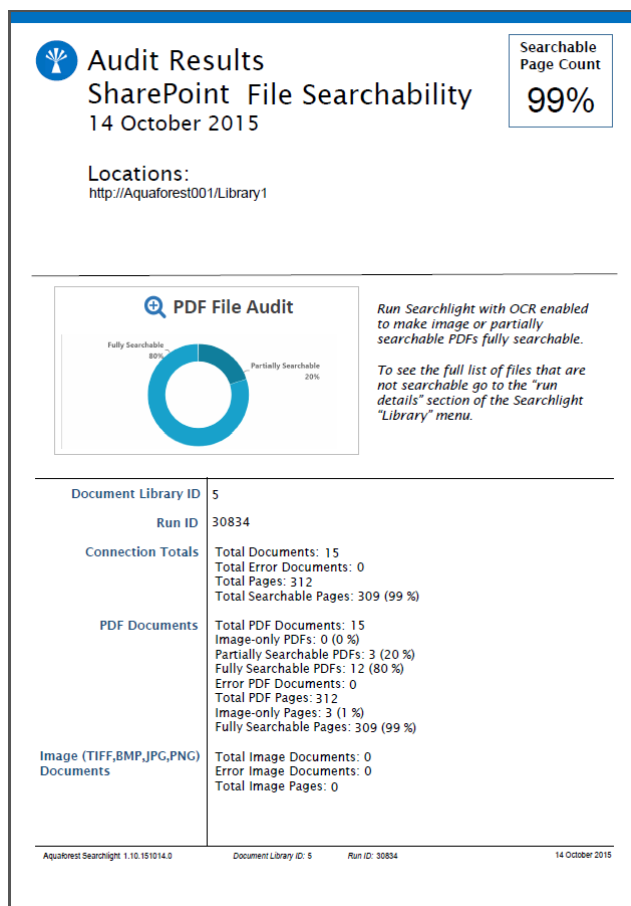 Audit Results
SharePoint File Searchability
14 October 2015
Searchable
Page Count
99%
Locations:
http://Aquaforest001/Library1
PDF File Audit
Fully Searchable
80%
Partially Searchable
20%
Run Searchlight with OCR enabled
to make image or partially
searchable PDFs fully searchable.
To see the full list of files that are
not searchable go to the "run
details" section of the Searchlight
"Library" menu.
Document Library ID 5
Run ID 30834
Connection Totals Total Documents: 15
Total Error Documents: 0
Total Pages: 312
Total Searchable Pages: 309 (99 %)
PDF Documents Total PDF Documents: 15
Image-only PDFs: 0 (0 %)
Partially Searchable PDFs: 3 (20 %)
Fully Searchable PDFs: 12 (80 %)
Error PDF Documents: 0
Total PDF Pages: 312
Image-only Pages: 3 (1 %)
Fully Searchable Pages: 309 (99 %)
Image (TIFF,BMP,JPG,PNG) Total Image Documents: 0
Documents Error Image Documents: 0
Total Image Pages: 0
Aquaforest Searchlight 1.10.151014.0 Document Library ID: 5 Run ID: 30834 14 October 2015